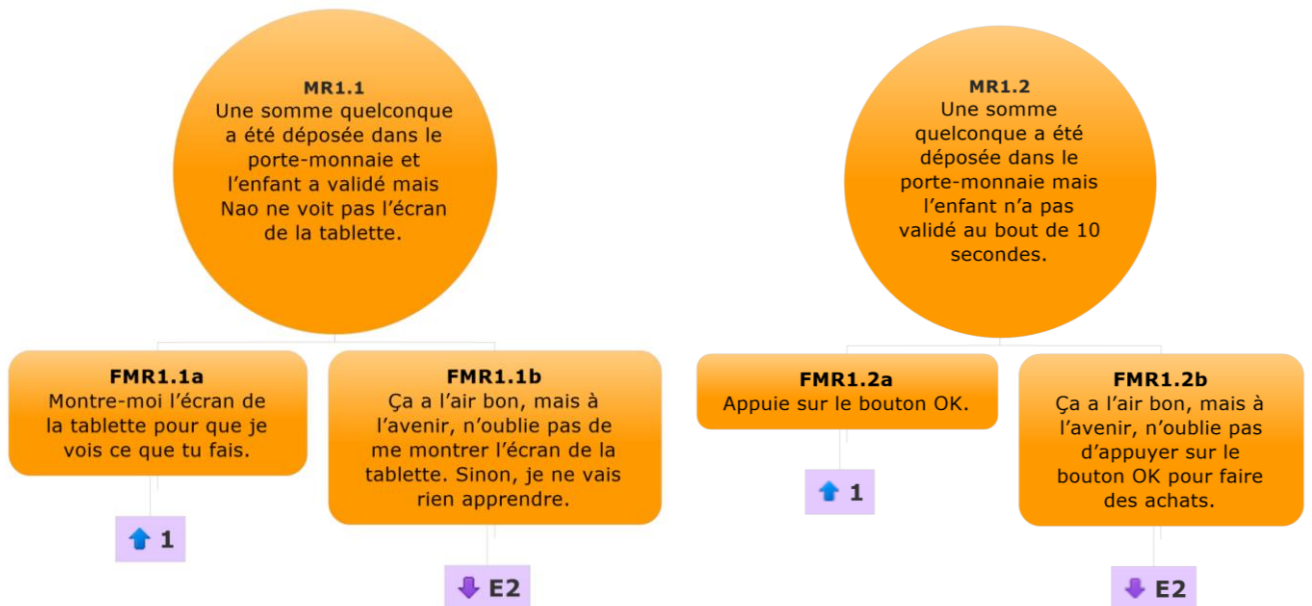 MR1.1
Une somme quelconque
a été déposée dans le
porte-monnaie et
l’enfant a validé mais
Nao ne voit pas l’écran
de la tablette.
FMR1.1a
Montre-moi l’écran de
la tablette pour que je
vois ce que tu fais.
1
FMR1.1b
Ça a l’air bon, mais à
l’avenir, n’oublie pas de
me montrer l’écran de la
tablette. Sinon, je ne vais
rien apprendre.
E2
MR1.2
Une somme
quelconque a été
déposée dans le
porte-monnaie mais
l’enfant n’a pas
validé au bout de 10
secondes.
FMR1.2a
Appuie sur le bouton OK.
1
FMR1.2b
Ça a l’air bon, mais à
l’avenir, n’oublie pas
d’appuyer sur le
bouton OK pour faire
des achats.
E2